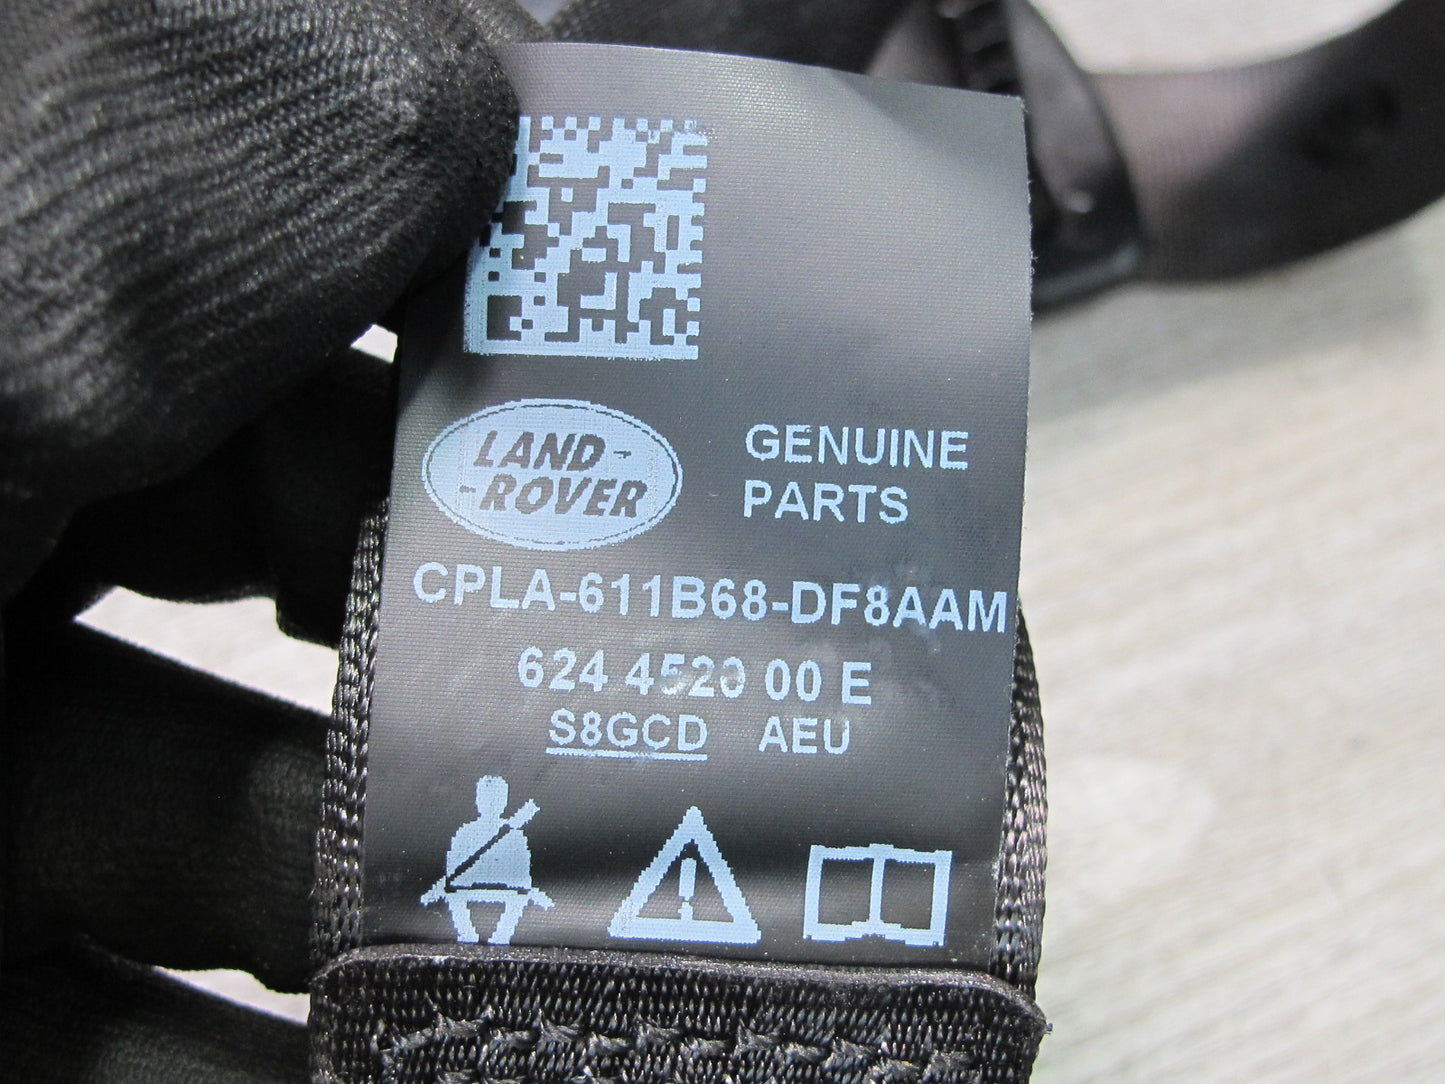 LAND-
-ROVER
GENUINE
PARTS
CPLA-611B68-DF8AAM
624 4520 00 E
S8GCD AEU